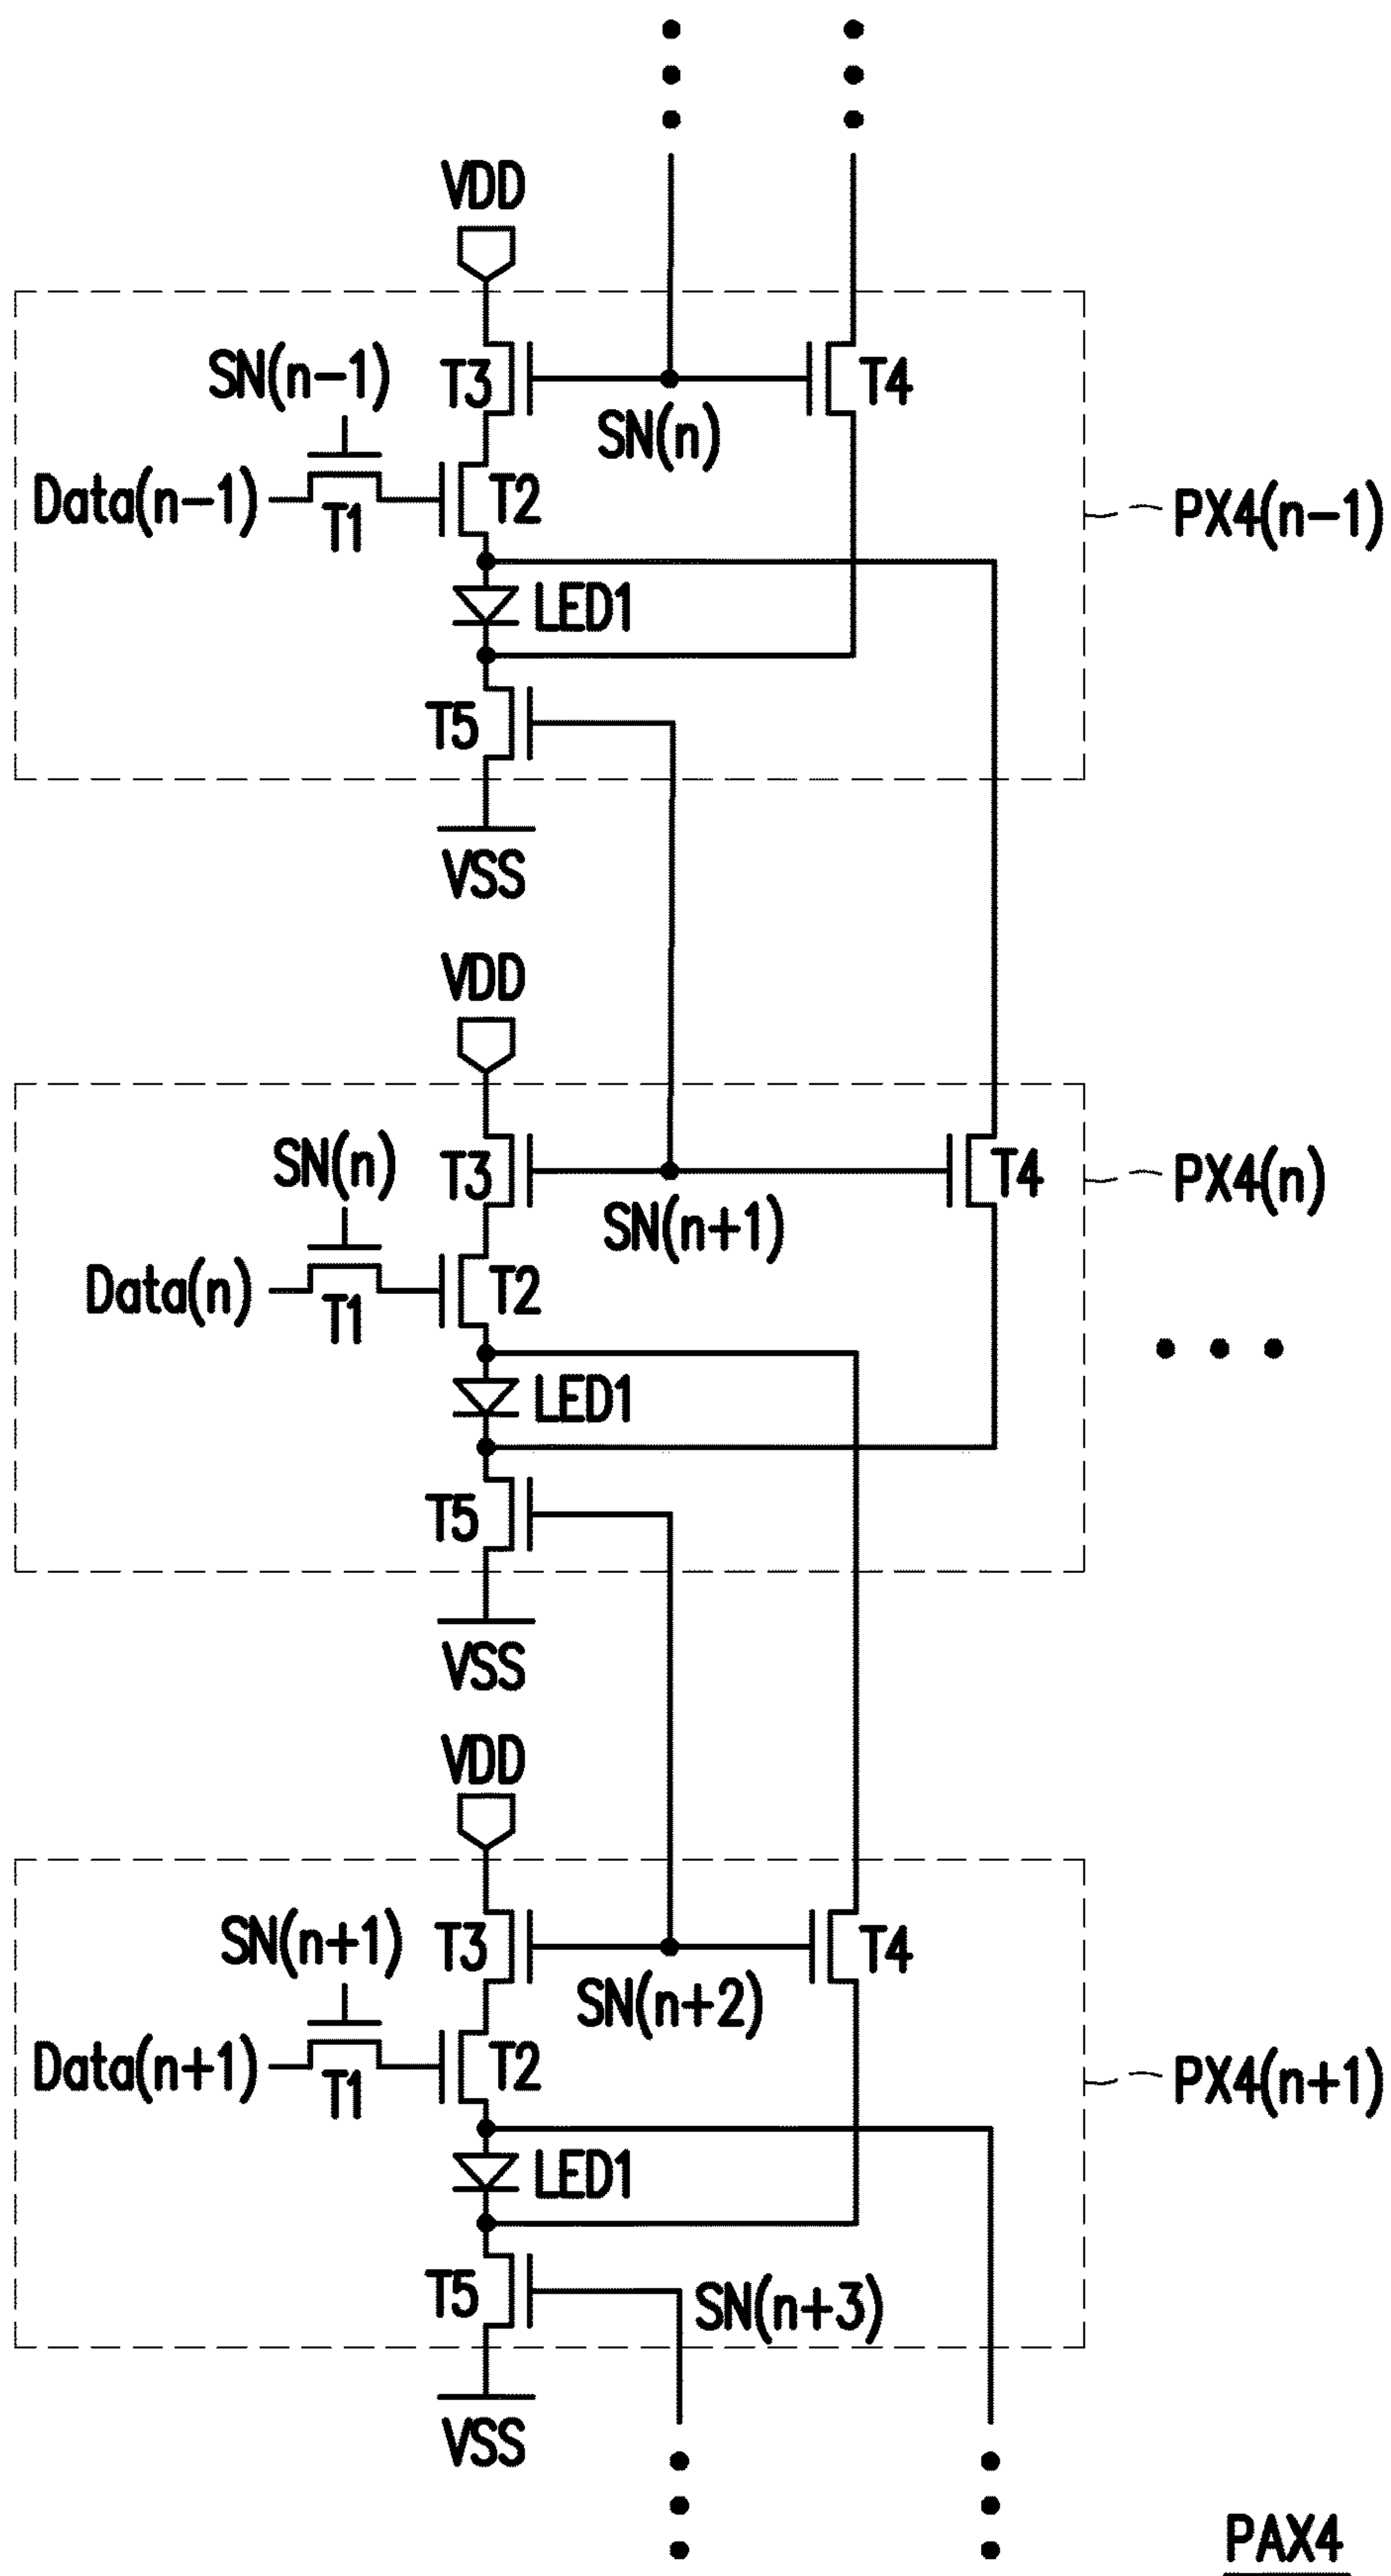 VDD
SN(n-1)
T3
T4
SN(n)
Data(n-1)
T1
T2
PX4(n-1)
LED1
T5
VSS
VDD
SN(n)
T3
T4
PX4(n)
SN(n+1)
Data(n)
T1
T2
LED1
T5
VSS
VDD
SN(n+1)
T3
T4
SN(n+2)
Data(n+1)
T1
T2
PX4(n+1)
LED1
T5
SN(n+3)
VSS
PAX4